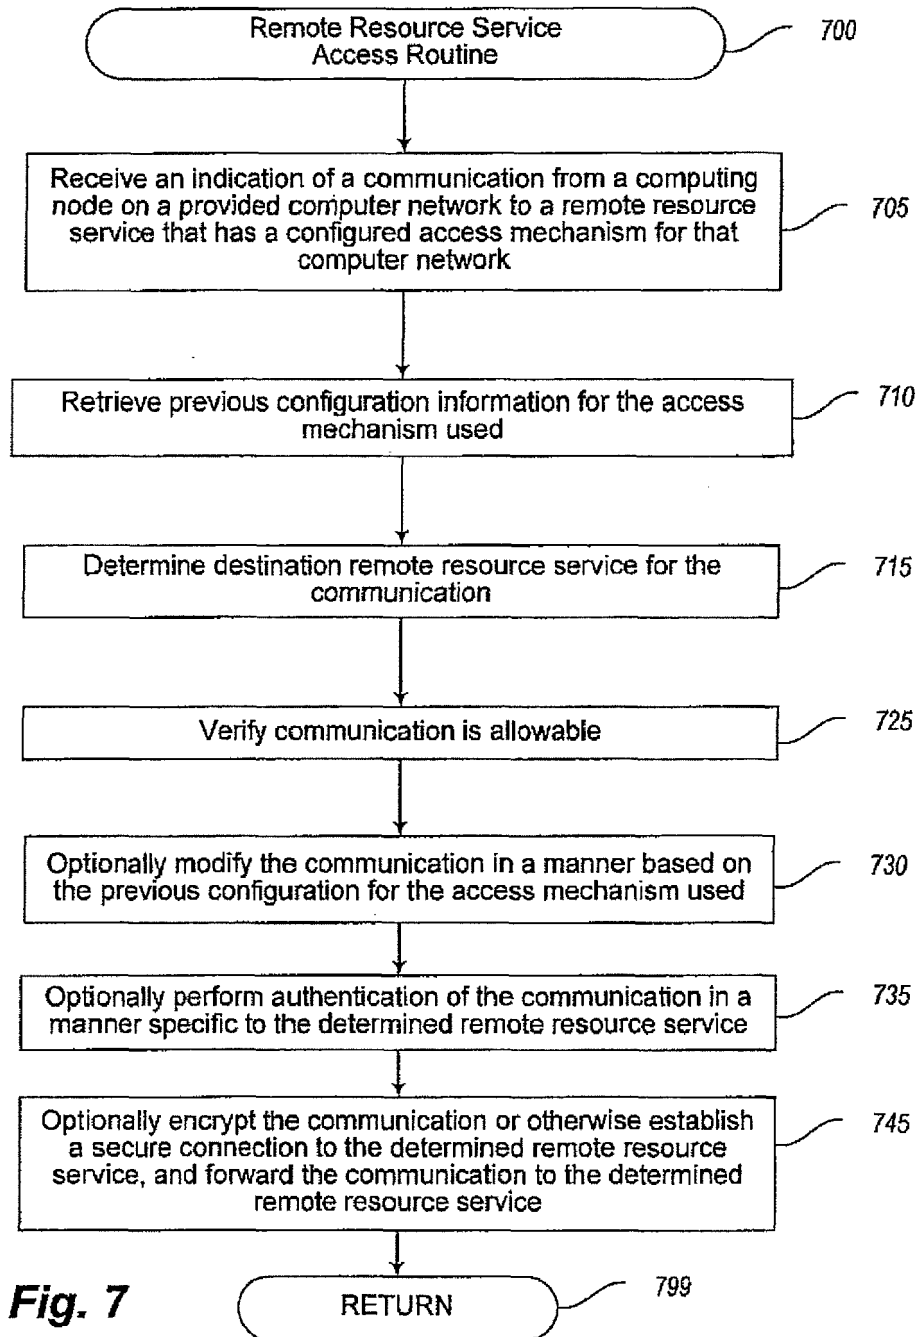 Remote Resource Service
Access Routine
700
Receive an indication of a communication from a computing
node on a provided computer network to a remote resource
service that has a configured access mechanism for that
computer network
705
Retrieve previous configuration information for the access
mechanism used
710
Determine destination remote resource service for the
communication
715
Verify communication is allowable
725
Optionally modify the communication in a manner based on
the previous configuration for the access mechanism used
730
Optionally perform authentication of the communication in a
manner specific to the determined remote resource service
735
Optionally encrypt the communication or otherwise establish
a secure connection to the determined remote resource
service, and forward the communication to the determined
remote resource service
745
Fig. 7
RETURN
799